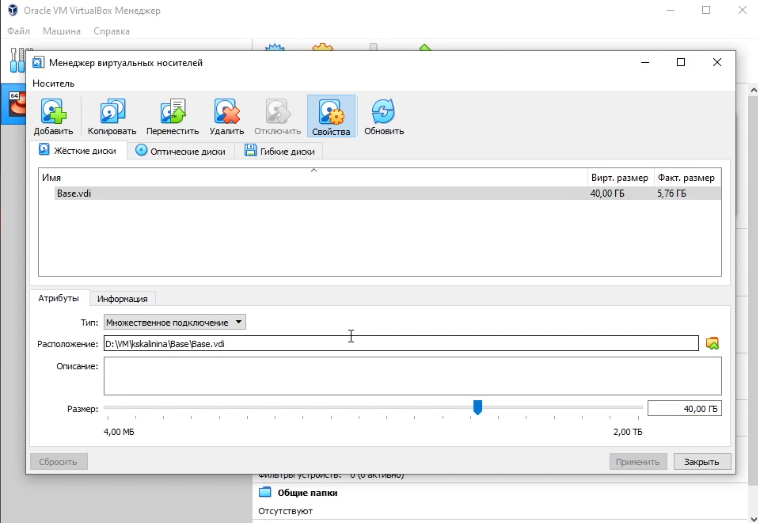 Oracle VM VirtualBox Менеджер
Файл Машина Справка
64
Менеджер виртуальных носителей
Носитель
Добавить Копировать Переместить Удалить Отключить Свойства Обновить
Жёсткие диски Оптические диски Гибкие диски
Имя Вирт. размер Факт. размер
Base.vdi 40,00 ГБ 5,76 ГБ
Атрибуты Информация
Тип: Множественное подключение
Расположение: D:\VM\kskalinina\Base\Base.vdi
Описание:
Размер: 40,00 ГБ
4,00 МБ 2,00 ТБ
Сбросить Применить Закрыть
Фильтры устройств: 0 (0 активно)
Общие папки
Отсутствуют